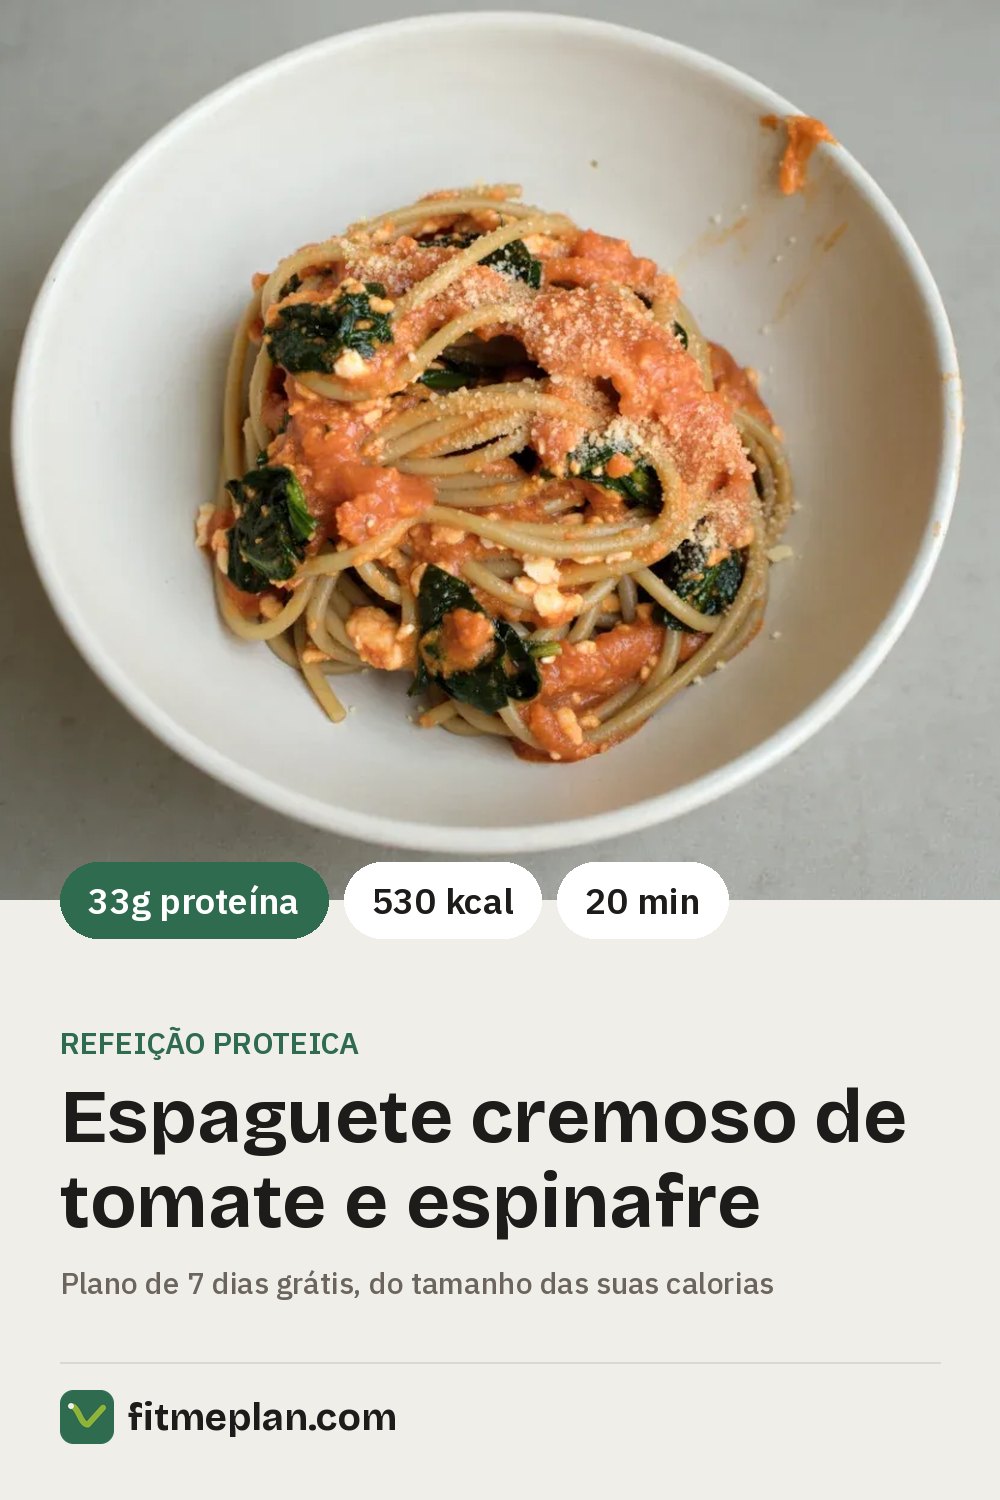 33g proteína
530 kcal
20 min
REFEIÇÃO PROTEICA
Espaguete cremoso de
tomate e espinafre
Plano de 7 dias grátis, do tamanho das suas calorias
fitmeplan.com